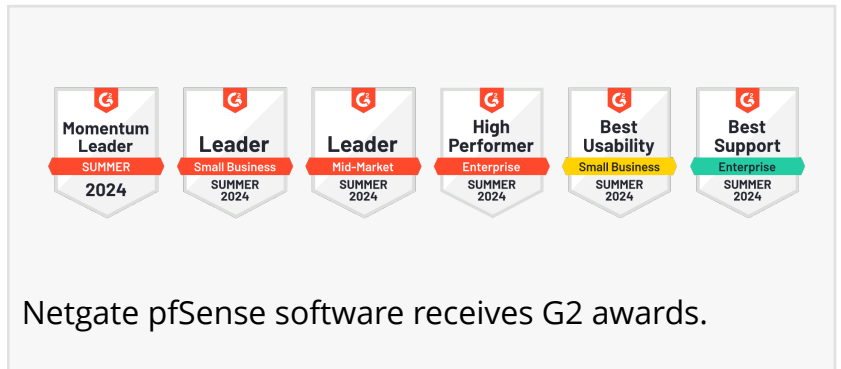 Momentum
Leader
SUMMER
2024
Leader
Small Business
SUMMER
2024
Leader
Mid-Market
SUMMER
2024
High
Performer
Enterprise
SUMMER
2024
Best
Usability
Small Business
SUMMER
2024
Best
Support
Enterprise
SUMMER
2024
Netgate pfSense software receives G2 awards.